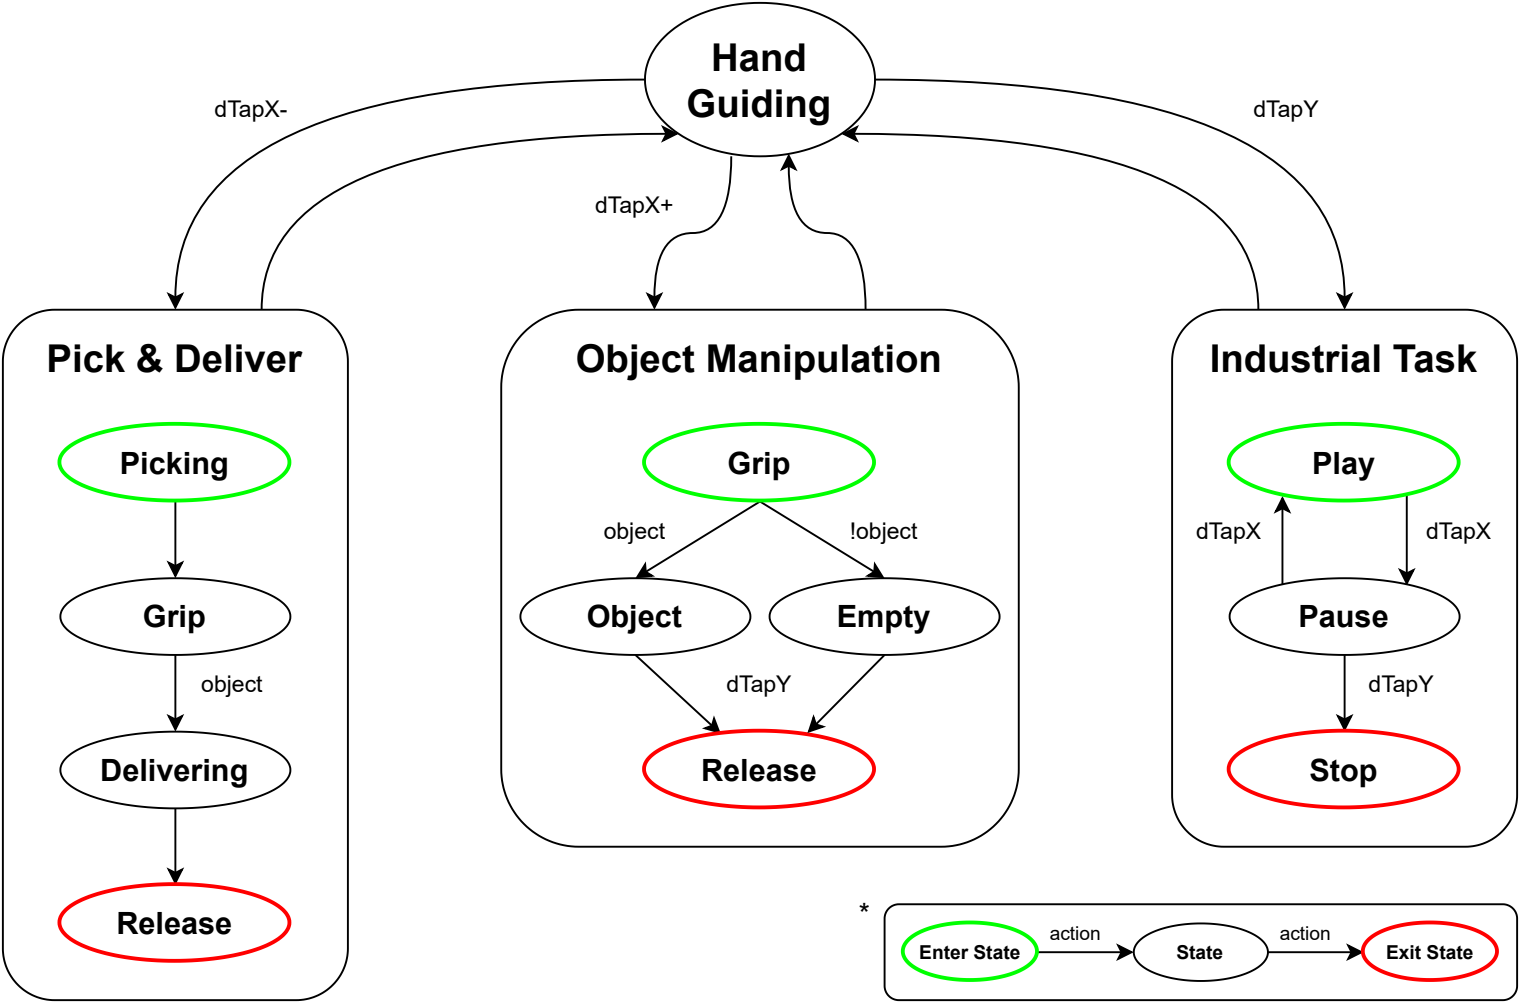 Hand
Guiding
dTapX-
dTapY
dTapX+
Pick & Deliver
Picking
Grip
object
Delivering
Release
Object Manipulation
Grip
object
!object
Object
Empty
dTapY
Release
Industrial Task
Play
dTapX
dTapX
Pause
dTapY
Stop
*
Enter State
action
State
action
Exit State